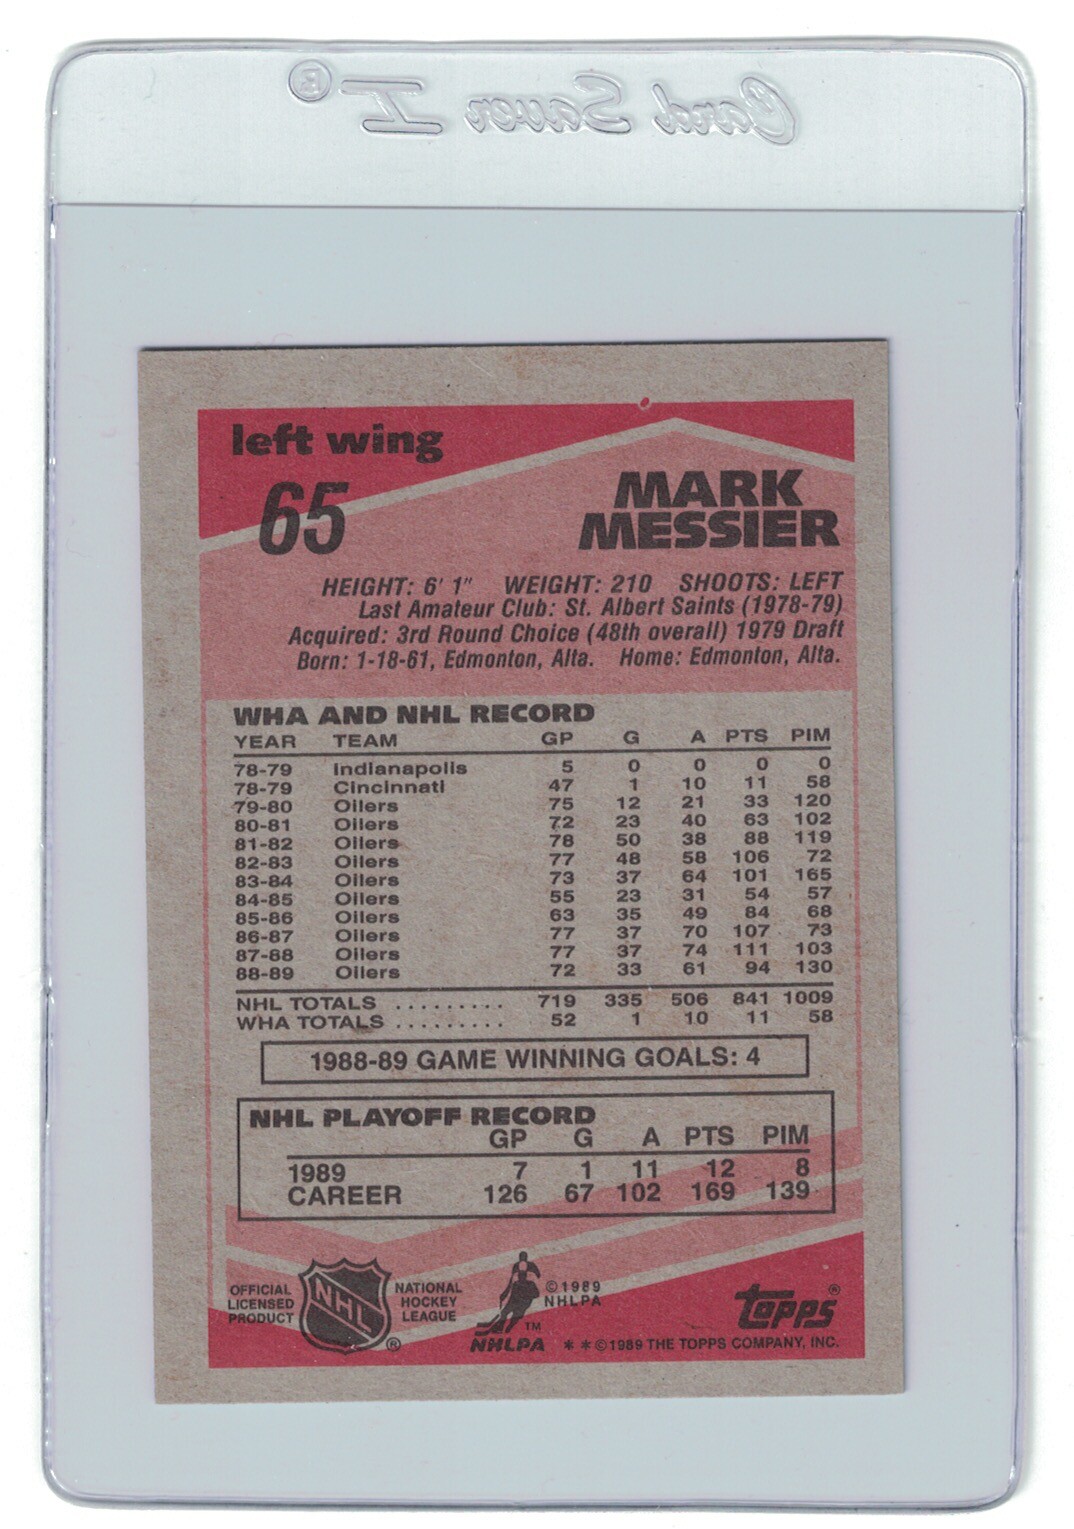 Card Saver I®
left wing
65
MARK
MESSIER
HEIGHT: 6' 1" WEIGHT: 210 SHOOTS: LEFT
Last Amateur Club: St. Albert Saints (1978-79)
Acquired: 3rd Round Choice (48th overall) 1979 Draft
Born: 1-18-61, Edmonton, Alta. Home: Edmonton, Alta.
WHA AND NHL RECORD
YEAR TEAM GP G A PTS PIM
78-79 Indianapolis 5 0 0 0 0
78-79 Cincinnati 47 1 10 11 58
79-80 Oilers 75 12 21 33 120
80-81 Oilers 72 23 40 63 102
81-82 Oilers 78 50 38 88 119
82-83 Oilers 77 48 58 106 72
83-84 Oilers 73 37 64 101 165
84-85 Oilers 55 23 31 54 57
85-86 Oilers 63 35 49 84 68
86-87 Oilers 77 37 70 107 73
87-88 Oilers 77 37 74 111 103
88-89 Oilers 72 33 61 94 130
NHL TOTALS ......... 719 335 506 841 1009
WHA TOTALS ......... 52 1 10 11 58
1988-89 GAME WINNING GOALS: 4
NHL PLAYOFF RECORD
GP G A PTS PIM
1989 7 1 11 12 8
CAREER 126 67 102 169 139
OFFICIAL
LICENSED
PRODUCT
NHL
®
NATIONAL
HOCKEY
LEAGUE
©1989
NHLPA
TM
NHLPA
topps®
**©1989 THE TOPPS COMPANY, INC.